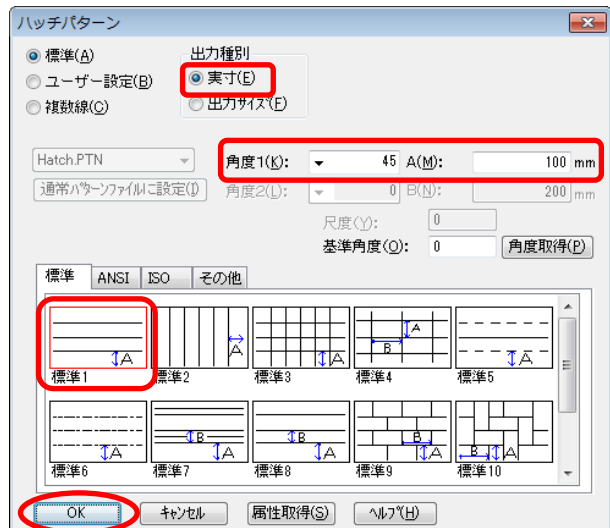 ハッチパターン
標準(A)
出力種別
ユーザー設定(B)
実寸(E)
複数線(C)
出力サイズ(F)
Hatch.PTN
角度1(K): 45 A(M): 100 mm
通常パターンファイルに設定(I)
角度2(L): 0 B(N): 200 mm
尺度(Y): 0
基準角度(O): 0 角度取得(P)
標準 ANSI ISO その他
A A A B A A
標準1 標準2 標準3 標準4 標準5
A B A B A B A B A
標準6 標準7 標準8 標準9 標準10
OK キャンセル 属性取得(S) ヘルプ(H)